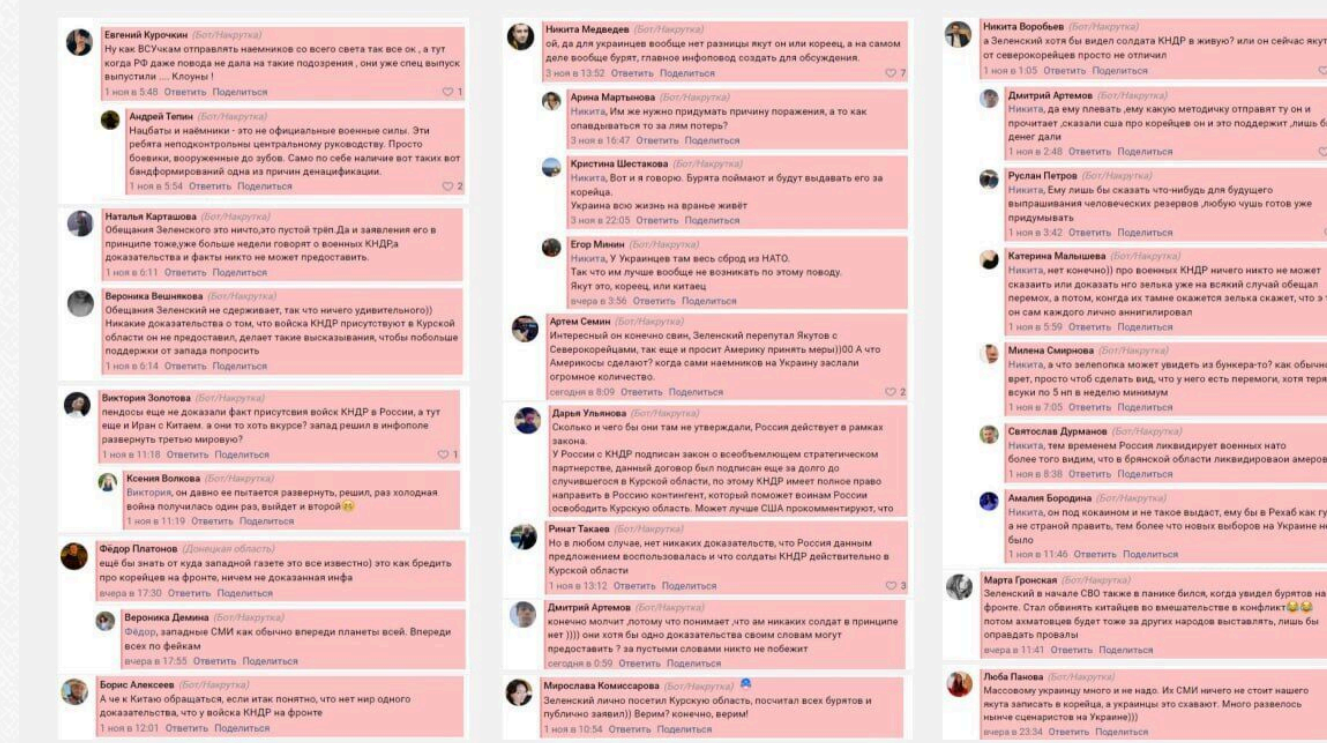 Евгений Курочкин (Бот/Накрутка)
Ну как ВСУчкам отправлять наемников со всего света так все ок , а тут
когда РФ даже повода не дала на такие подозрения , они уже спец выпуск
выпустили .... Клоуны !
1 ноя в 5:48 Ответить Поделиться 1
Андрей Тепин (Бот/Накрутка)
Нацбаты и наёмники - это не официальные военные силы. Эти
ребята неподконтрольны центральному руководству. Просто
боевики, вооруженные до зубов. Само по себе наличие вот таких вот
бандформирований одна из причин денацификации.
1 ноя в 5:54 Ответить Поделиться 2
Наталья Карташова (Бот/Накрутка)
Обещания Зеленского это ничто,это пустой трёп.Да и заявления его в
принципе тоже,уже больше недели говорят о военных КНДР,а
доказательства и факты никто не может предоставить.
1 ноя в 6:11 Ответить Поделиться
Вероника Вешнякова (Бот/Накрутка)
Обещания Зеленский не сдерживает, так что ничего удивительного))
Никакие доказательства о том, что войска КНДР присутствуют в Курской
области он не предоставил, делает такие высказывания, чтобы побольше
поддержки от запада попросить
1 ноя в 6:14 Ответить Поделиться
Виктория Золотова (Бот/Накрутка)
пендосы еще не доказали факт присутсвия войск КНДР в России, а тут
еще и Иран с Китаем. а они то хоть вкурсе? запад решил в инфополе
развернуть третью мировую?
1 ноя в 11:18 Ответить Поделиться 1
Ксения Волкова (Бот/Накрутка)
Виктория, он давно ее пытается развернуть, решил, раз холодная
война получилась один раз, выйдет и второй
1 ноя в 11:19 Ответить Поделиться
Фёдор Платонов (Донецкая область)
ещё бы знать от куда западной газете это все известно) это как бредить
про корейцев на фронте, ничем не доказанная инфа
вчера в 17:30 Ответить Поделиться
Вероника Демина (Бот/Накрутка)
Фёдор, западные СМИ как обычно впереди планеты всей. Впереди
всех по фейкам
вчера в 17:55 Ответить Поделиться
Борис Алексеев (Бот/Накрутка)
А че к Китаю обращаться, если итак понятно, что нет нир одного
доказательства, что у войска КНДР на фронте
1 ноя в 12:01 Ответить Поделиться
Никита Медведев (Бот/Накрутка)
ой, да для украинцев вообще нет разницы якут он или кореец, а на самом
деле вообще бурят, главное инфоповод создать для обсуждения.
3 ноя в 13:52 Ответить Поделиться 7
Арина Мартынова (Бот/Накрутка)
Никита, Им же нужно придумать причину поражения, а то как
опавдываться то за лям потерь?
3 ноя в 16:47 Ответить Поделиться
Кристина Шестакова (Бот/Накрутка)
Никита, Вот и я говорю. Бурята поймают и будут выдавать его за
корейца.
Украина всю жизнь на вранье живёт
3 ноя в 22:05 Ответить Поделиться
Егор Минин (Бот/Накрутка)
Никита, У Украинцев там весь сброд из НАТО.
Так что им лучше вообще не возникать по этому поводу.
Якут это, кореец, или китаец
вчера в 3:56 Ответить Поделиться
Артем Семин (Бот/Накрутка)
Интересный он конечно свин, Зеленский перепутал Якутов с
Северокорейцами, так еще и просит Америку принять меры))00 А что
Америкосы сделают? когда сами наемников на Украину заслали
огромное количество.
сегодня в 8:09 Ответить Поделиться 2
Дарья Ульянова (Бот/Накрутка)
Сколько и чего бы они там не утверждали, Россия действует в рамках
закона.
У России с КНДР подписан закон о всеобъемлющем стратегическом
партнерстве, данный договор был подписан еще за долго до
случившегося в Курской области, по этому КНДР имеет полное право
направить в Россию контингент, который поможет воинам России
освободить Курскую область. Может лучше США прокомментируют, что
Ринат Такаев (Бот/Накрутка)
Но в любом случае, нет никаких доказательств, что Россия данным
предложением воспользовалась и что солдаты КНДР действительно в
Курской области
1 ноя в 13:12 Ответить Поделиться 3
Дмитрий Артемов (Бот/Накрутка)
конечно молчит ,потому что понимает ,что ам никаких солдат в принципе
нет )))) они хотя бы одно доказательства своим словам могут
предоставить ? за пустыми словами никто не побежит
сегодня в 0:59 Ответить Поделиться
Мирослава Комиссарова (Бот/Накрутка)
Зеленский лично посетил Курскую область, посчитал всех бурятов и
публично заявил)) Верим? конечно, верим!
1 ноя в 10:54 Ответить Поделиться
Никита Воробьев (Бот/Накрутка)
а Зеленский хотя бы видел солдата КНДР в живую? или он сейчас якут
от северокорейцев просто не отличил
1 ноя в 1:05 Ответить Поделиться
Дмитрий Артемов (Бот/Накрутка)
Никита, да ему плевать ,ему какую методичку отправят ту он и
прочитает ,сказали сша про корейцев он и это поддержит ,лишь б
денег дали
1 ноя в 2:48 Ответить Поделиться
Руслан Петров (Бот/Накрутка)
Никита, Ему лишь бы сказать что-нибудь для будущего
выпрашивания человеческих резервов ,любую чушь готов уже
придумывать
1 ноя в 3:42 Ответить Поделиться
Катерина Малышева (Бот/Накрутка)
Никита, нет конечно)) про военных КНДР ничего никто не может
сказаить или доказать нго зелька уже на всякий случай обещал
перемох, а потом, конгда их тамне окажется зелька скажет, что э
он сам каждого лично аннигилировал
1 ноя в 5:59 Ответить Поделиться
Милена Смирнова (Бот/Накрутка)
Никита, а что зелепопка может увидеть из бункера-то? как обычн
врет, просто чтоб сделать вид, что у него есть перемоги, хотя теря
всуки по 5 нп в неделю минимум
1 ноя в 7:05 Ответить Поделиться
Святослав Дурманов (Бот/Накрутка)
Никита, тем временем Россия ликвидирует военных нато
более того видим, что в брянской области ликвидироваои амеров
1 ноя в 8:38 Ответить Поделиться
Амалия Бородина (Бот/Накрутка)
Никита, он под кокаином и не такое выдаст, ему бы в Рехаб как гу
а не страной править, тем более что новых выборов на Украине не
было
1 ноя в 11:46 Ответить Поделиться
Марта Гронская (Бот/Накрутка)
Зеленский в начале СВО также в панике бился, когда увидел бурятов на
фронте. Стал обвинять китайцев во вмешательстве в конфликт
потом ахматовцев будет тоже за других народов выставлять, лишь бы
оправдать провалы
вчера в 11:41 Ответить Поделиться
Люба Панова (Бот/Накрутка)
Массовому украинцу много и не надо. Их СМИ ничего не стоит нашего
якута записать в корейца, а украинцы это схавают. Много развелось
нынче сценаристов на Украине)))
вчера в 23:34 Ответить Поделиться